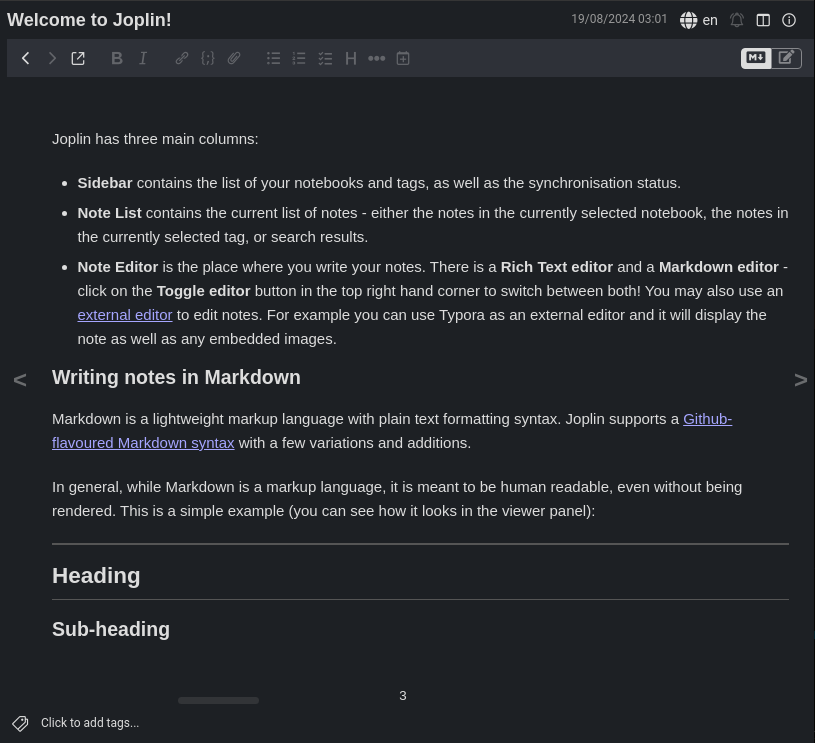 Welcome to Joplin!
19/08/2024 03:01
en
B I {;} H
M
Joplin has three main columns:
• Sidebar contains the list of your notebooks and tags, as well as the synchronisation status.
• Note List contains the current list of notes - either the notes in the currently selected notebook, the notes in
the currently selected tag, or search results.
• Note Editor is the place where you write your notes. There is a Rich Text editor and a Markdown editor -
click on the Toggle editor button in the top right hand corner to switch between both! You may also use an
external editor to edit notes. For example you can use Typora as an external editor and it will display the
note as well as any embedded images.
< >
Writing notes in Markdown
Markdown is a lightweight markup language with plain text formatting syntax. Joplin supports a Github-
flavoured Markdown syntax with a few variations and additions.
In general, while Markdown is a markup language, it is meant to be human readable, even without being
rendered. This is a simple example (you can see how it looks in the viewer panel):
Heading
Sub-heading
3
Click to add tags...